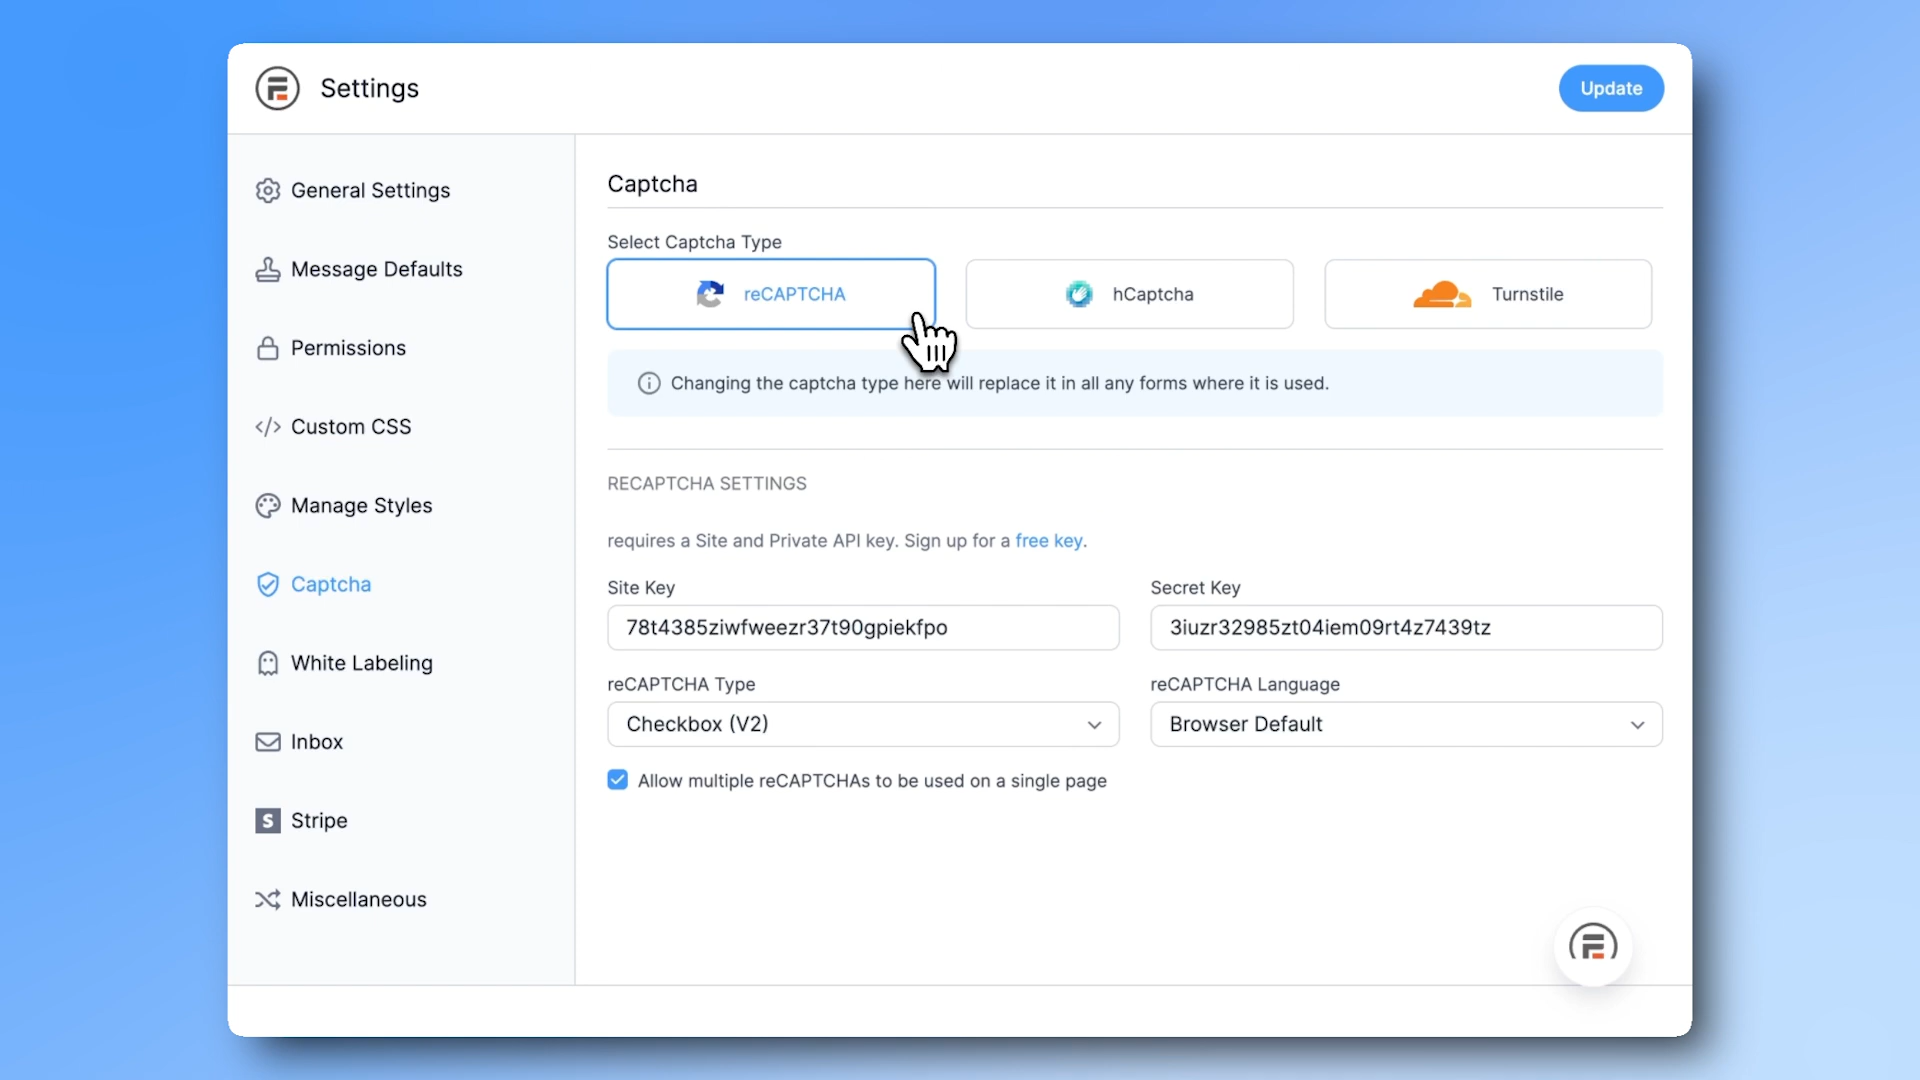 Settings
Update
General Settings
Message Defaults
Permissions
Custom CSS
Manage Styles
Captcha
White Labeling
Inbox
S Stripe
Miscellaneous
Captcha
Select Captcha Type
reCAPTCHA
hCaptcha
Turnstile
Changing the captcha type here will replace it in all any forms where it is used.
RECAPTCHA SETTINGS
requires a Site and Private API key. Sign up for a free key.
Site Key
78t4385ziwfweezr37t90gpiekfpo
Secret Key
3iuzr32985zt04iem09rt4z7439tz
reCAPTCHA Type
Checkbox (V2)
reCAPTCHA Language
Browser Default
Allow multiple reCAPTCHAs to be used on a single page